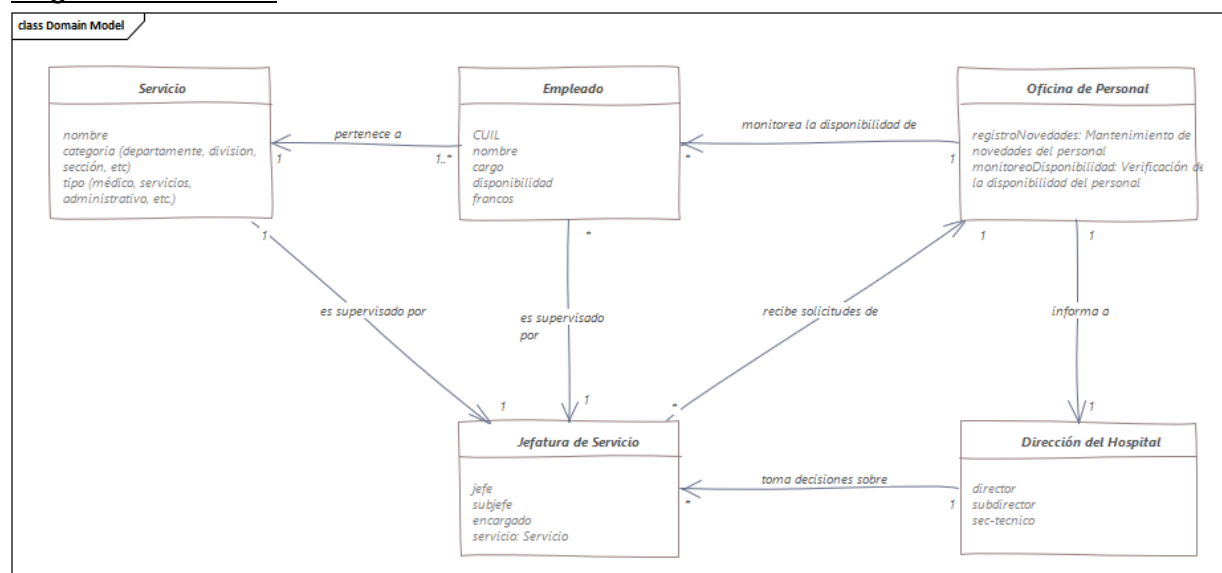 class Domain Model
Servicio
nombre
categoria (departamente, division,
sección, etc)
tipo (médico, servicios,
administrativo, etc.)
pertenece a
1
1..*
Empleado
CUIL
nombre
cargo
disponibilidad
francos
monitorea la disponibilidad de
*
1
Oficina de Personal
registroNovedades: Mantenimiento de
novedades del personal
monitoreoDisponibilidad: Verificación de
la disponibilidad del personal
1
es supervisado por
1
*
es supervisado
por
1
1
recibe solicitudes de
*
1
informa a
1
Jefatura de Servicio
jefe
subjefe
encargado
servicio: Servicio
toma decisiones sobre
*
1
Dirección del Hospital
director
subdirector
sec-tecnico